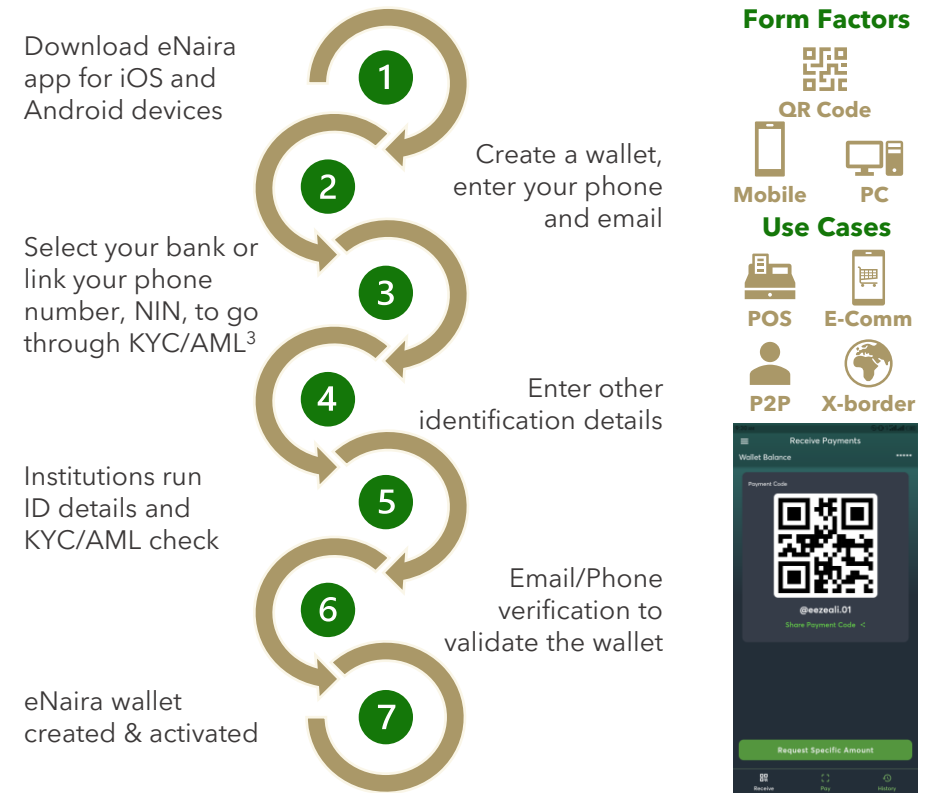 Download eNaira
app for iOS and
Android devices
1
2
Create a wallet,
enter your phone
and email
Select your bank or
link your phone
number, NIN, to go
through KYC/AML³
3
4
Enter other
identification details
Institutions run
ID details and
KYC/AML check
5
6
Email/Phone
verification to
validate the wallet
eNaira wallet
created & activated
7
Form Factors
QR Code
Mobile PC
Use Cases
POS E-Comm
P2P X-border
Receive Payments
Wallet Balance *****
Payment Code
@eezeali.01
Share Payment Code
Request Specific Amount
Receive Pay History